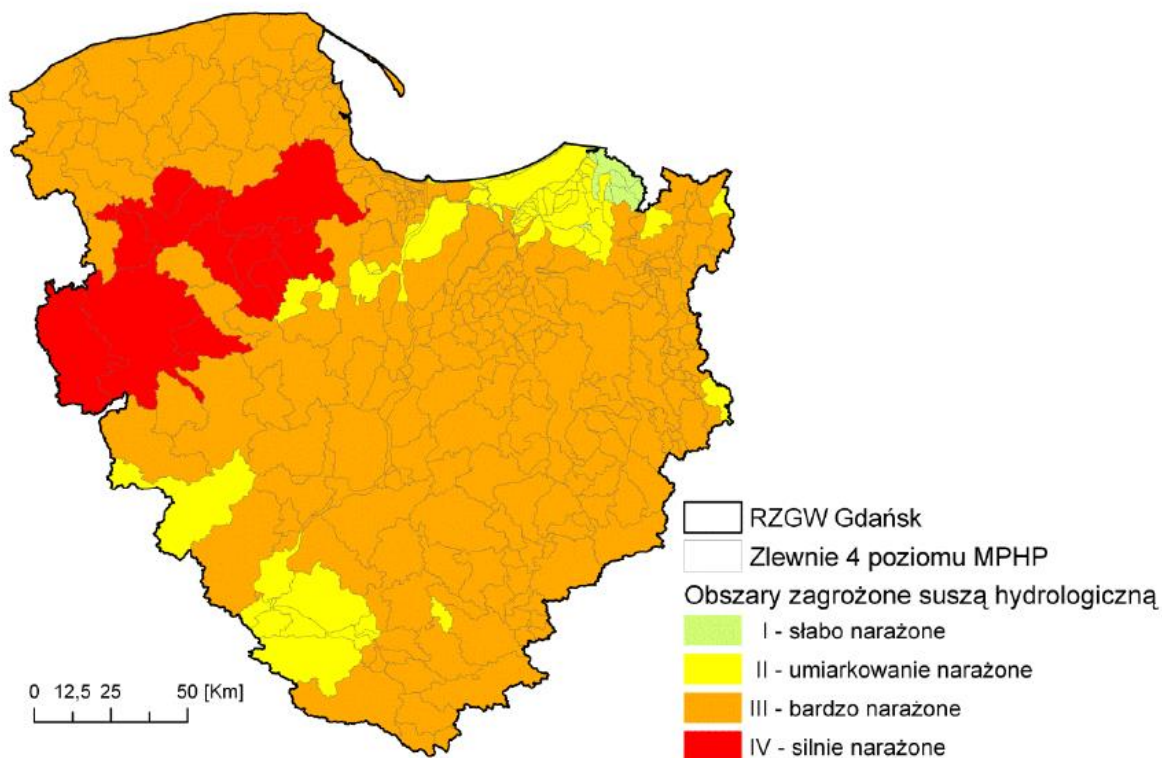 RZGW Gdańsk
Zlewnie 4 poziomu MPHP
Obszary zagrożone suszą hydrologiczną
I - słabo narażone
II - umiarkowanie narażone
III - bardzo narażone
IV - silnie narażone
0 12,5 25 50 [Km]